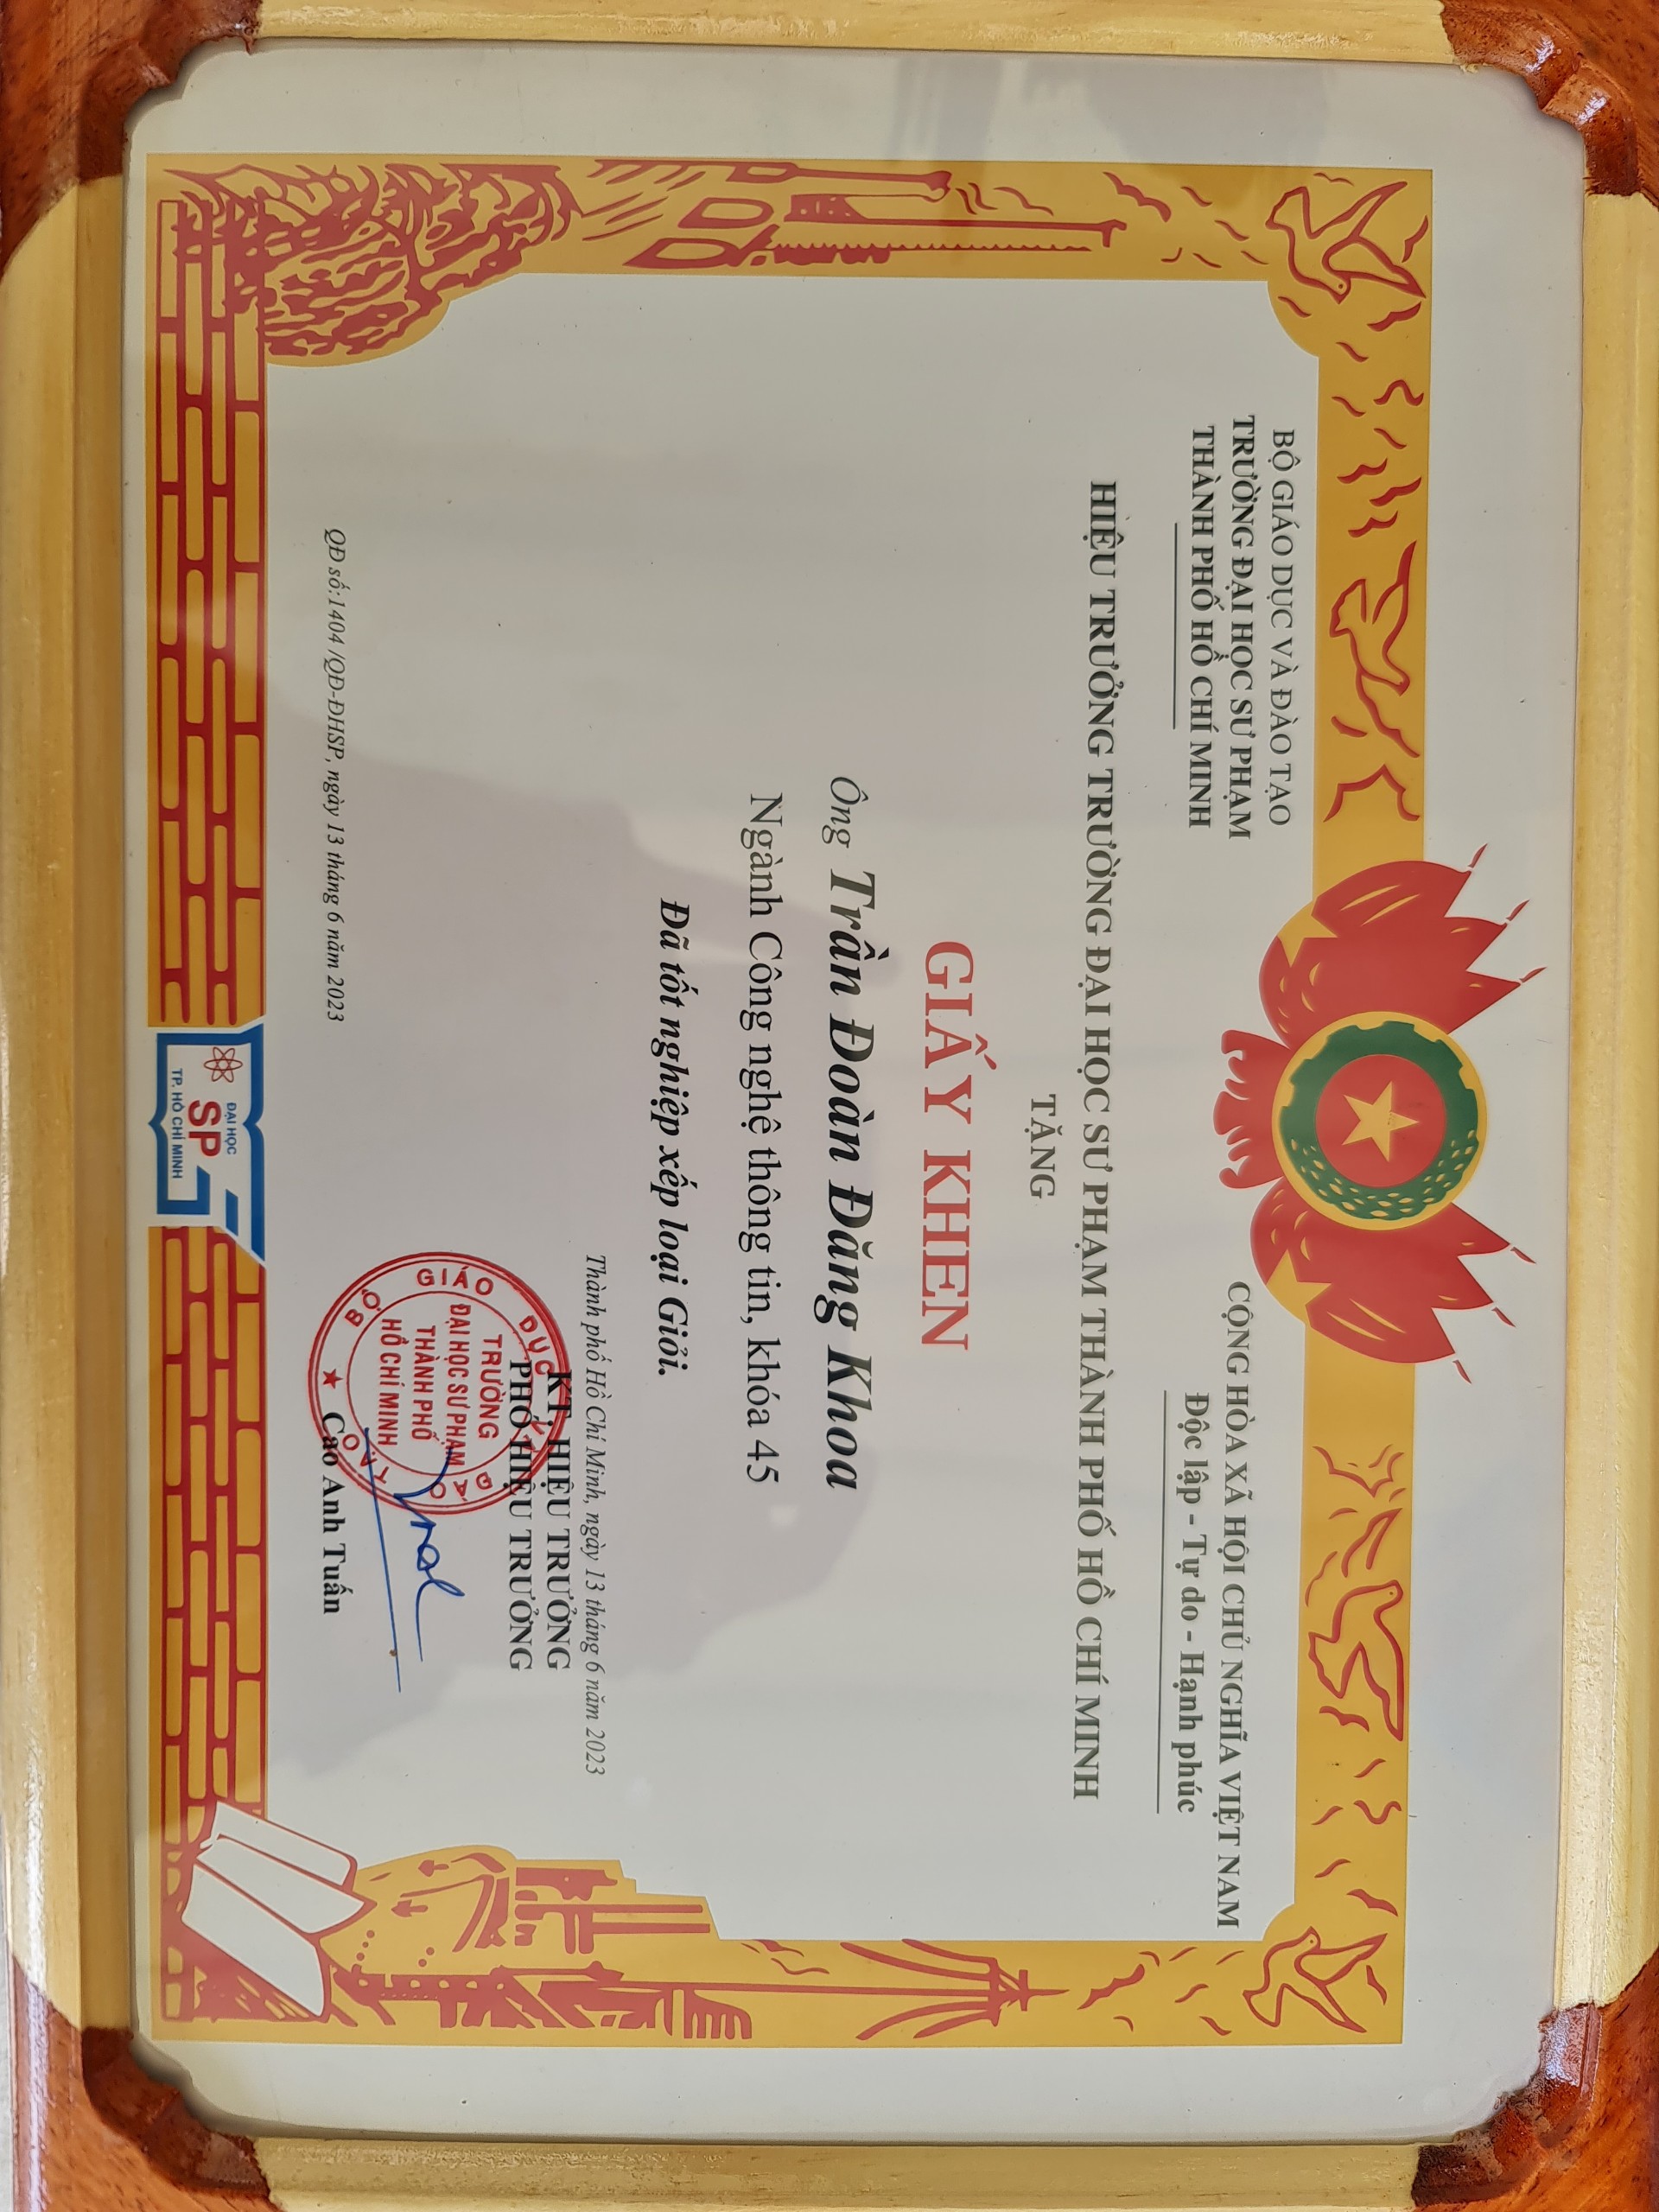 BỘ GIÁO DỤC VÀ ĐÀO TẠO
TRƯỜNG ĐẠI HỌC SƯ PHẠM
THÀNH PHỐ HỒ CHÍ MINH
CỘNG HÒA XÃ HỘI CHỦ NGHĨA VIỆT NAM
Độc lập - Tự do - Hạnh phúc
HIỆU TRƯỞNG TRƯỜNG ĐẠI HỌC SƯ PHẠM THÀNH PHỐ HỒ CHÍ MINH
TẶNG
GIẤY KHEN
Ông Trần Đoàn Đăng Khoa
Ngành Công nghệ thông tin, khóa 45
Đã tốt nghiệp xếp loại Giỏi.
Thành phố Hồ Chí Minh, ngày 13 tháng 6 năm 2023
KT. HIỆU TRƯỞNG
PHÓ HIỆU TRƯỞNG
BỘ GIÁO DỤC VÀ ĐÀO TẠO
TRƯỜNG
ĐẠI HỌC SƯ PHẠM
THÀNH PHỐ
HỒ CHÍ MINH
Cao Anh Tuấn
QĐ số:1404 /QĐ-ĐHSP, ngày 13 tháng 6 năm 2023
ĐẠI HỌC
SP
TP. HỒ CHÍ MINH